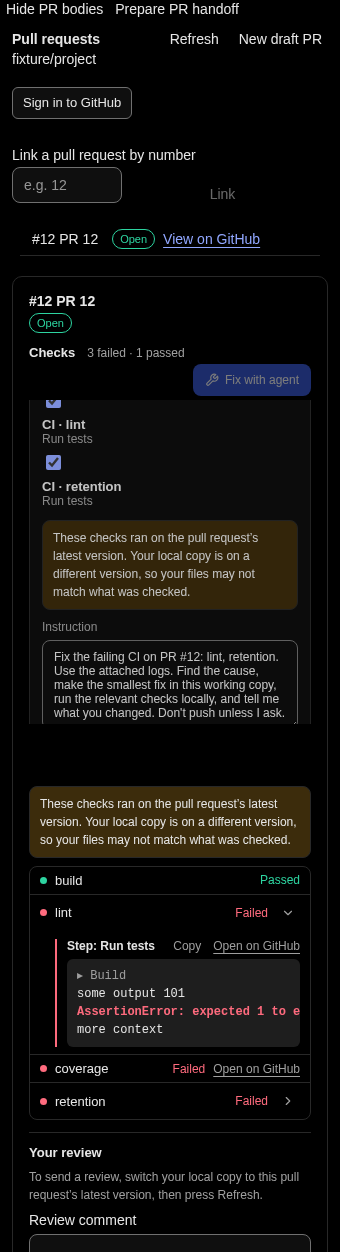 Hide PR bodies Prepare PR handoff
Pull requests Refresh New draft PR
fixture/project
Sign in to GitHub
Link a pull request by number
e.g. 12
Link
#12 PR 12 Open View on GitHub
#12 PR 12
Open
Checks 3 failed · 1 passed
Fix with agent
CI · lint
Run tests
CI · retention
Run tests
These checks ran on the pull request's
latest version. Your local copy is on a
different version, so your files may not
match what was checked.
Instruction
Fix the failing CI on PR #12: lint, retention.
Use the attached logs. Find the cause,
make the smallest fix in this working copy,
run the relevant checks locally, and tell me
what you changed. Don't push unless I ask.
These checks ran on the pull request's latest
version. Your local copy is on a different version,
so your files may not match what was checked.
build Passed
lint Failed
Step: Run tests Copy Open on GitHub
▸ Build
some output 101
AssertionError: expected 1 to e
more context
coverage Failed Open on GitHub
retention Failed
Your review
To send a review, switch your local copy to this pull
request's latest version, then press Refresh.
Review comment